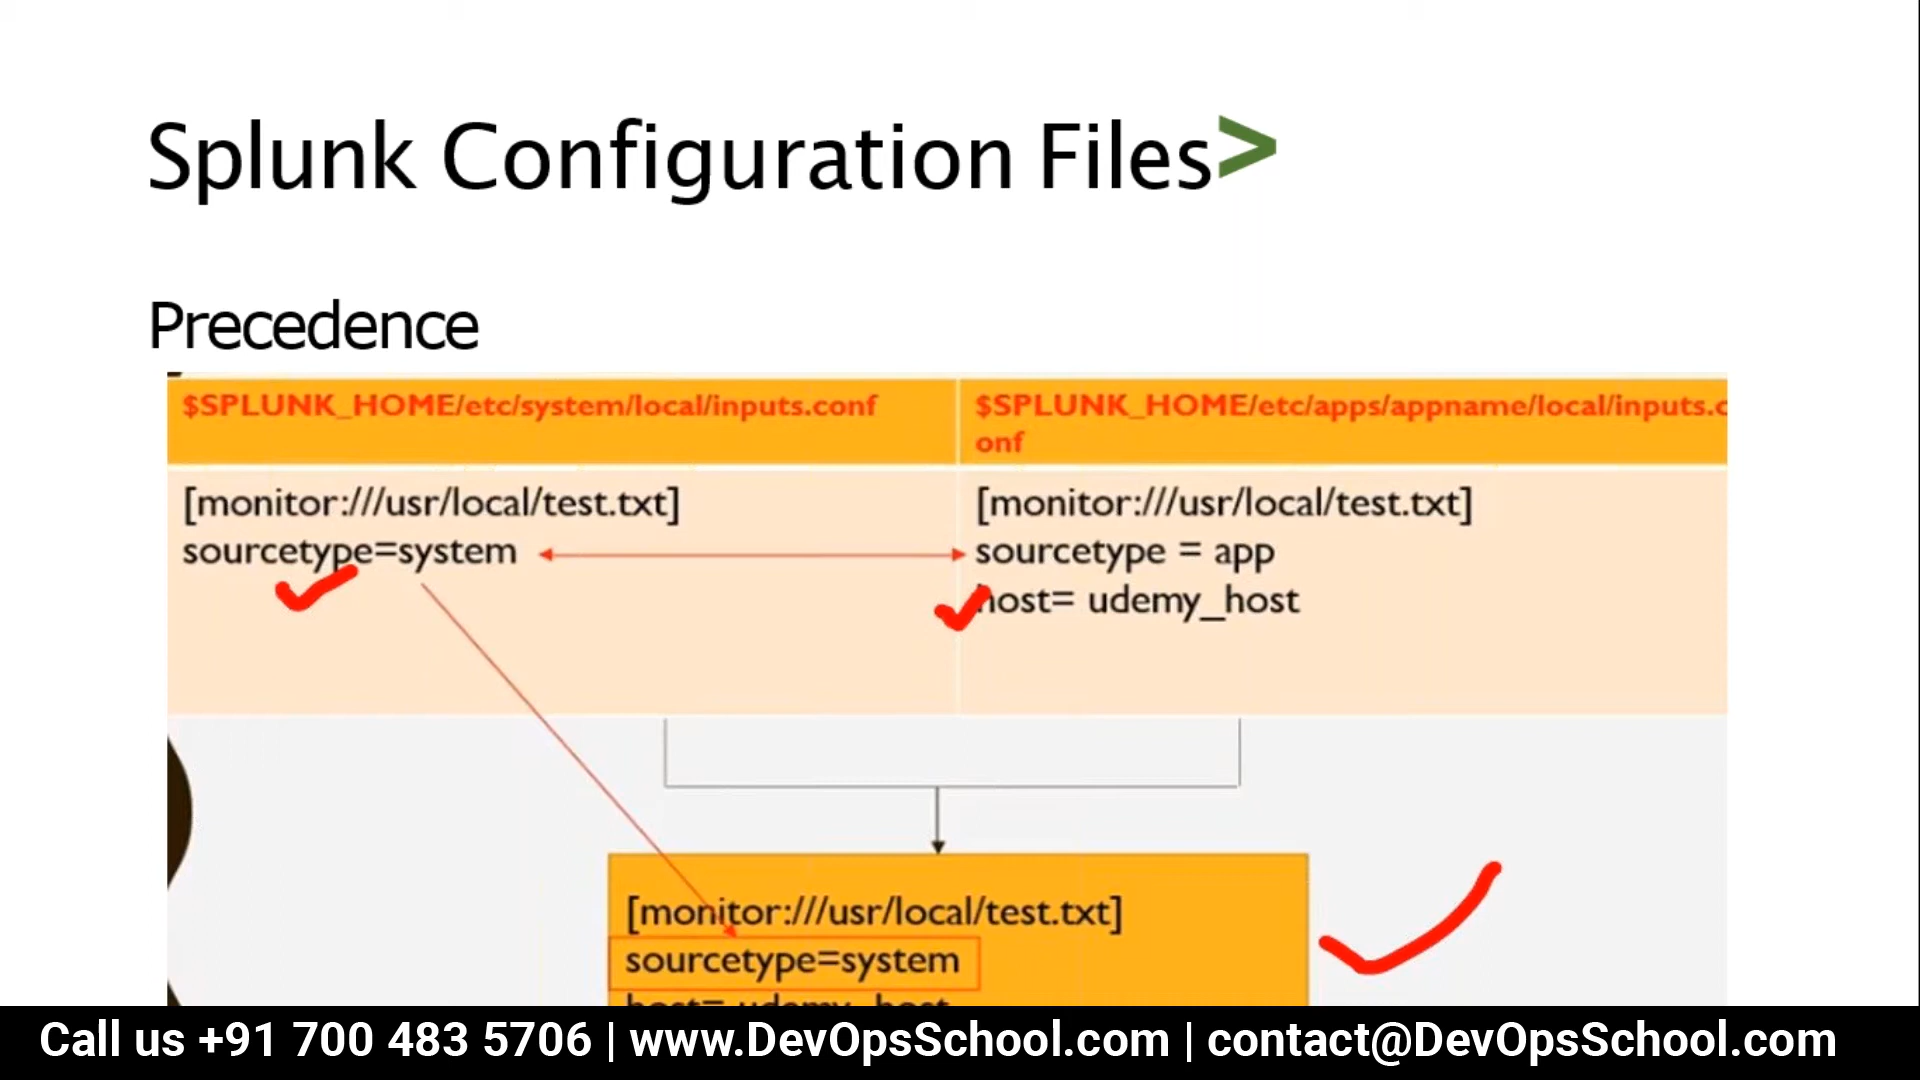 Splunk Configuration Files>
Precedence
$SPLUNK_HOME/etc/system/local/inputs.conf
$SPLUNK_HOME/etc/apps/appname/local/inputs.c
onf
[monitor:///usr/local/test.txt]
sourcetype=system
[monitor:///usr/local/test.txt]
sourcetype = app
host= udemy_host
[monitor:///usr/local/test.txt]
sourcetype=system
host= udemy_host
Call us +91 700 483 5706 | www.DevOpsSchool.com | contact@DevOpsSchool.com